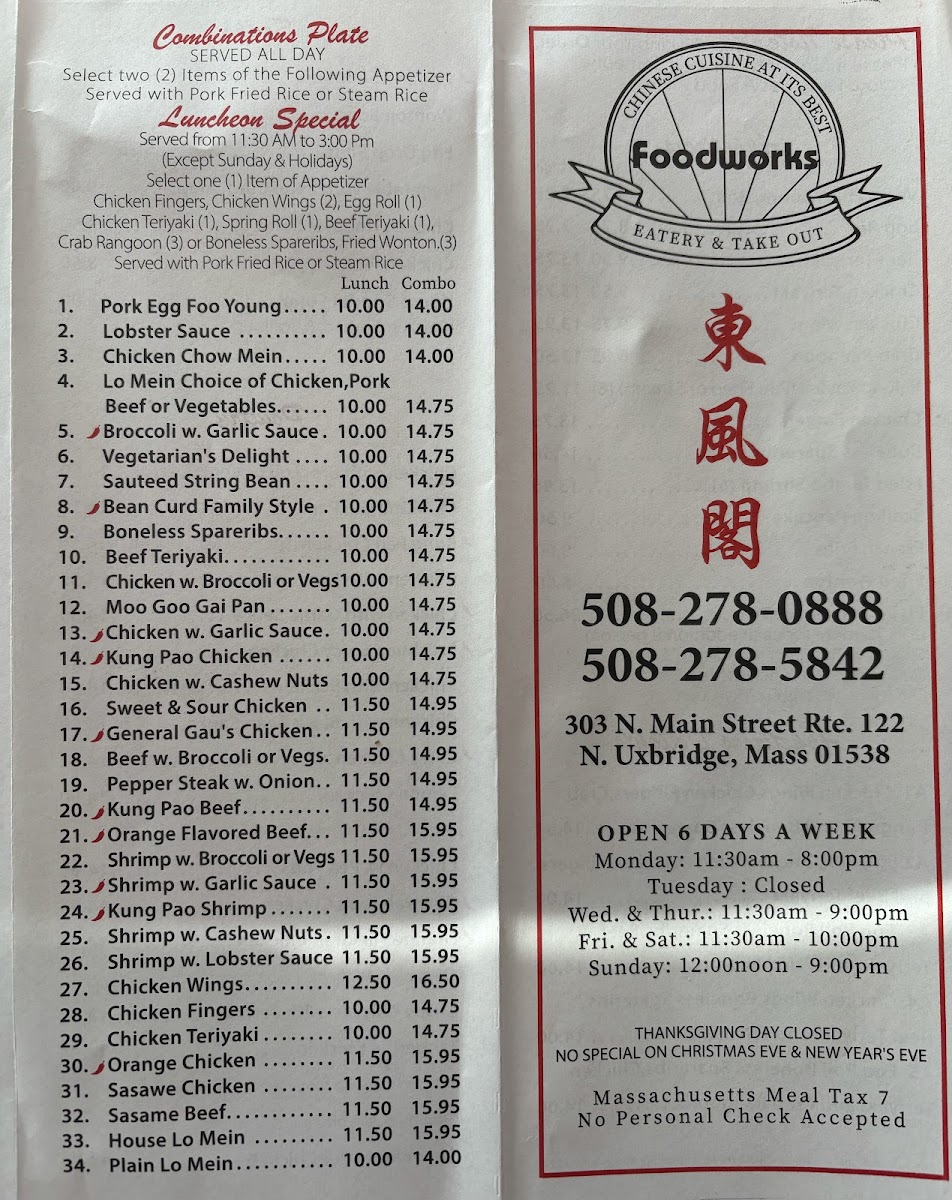 Combinations Plate
SERVED ALL DAY
Select two (2) Items of the Following Appetizer
Served with Pork Fried Rice or Steam Rice
Luncheon Special
Served from 11:30 AM to 3:00 Pm
(Except Sunday & Holidays)
Select one (1) Item of Appetizer
Chicken Fingers, Chicken Wings (2), Egg Roll (1)
Chicken Teriyaki (1), Spring Roll (1), Beef Teriyaki (1),
Crab Rangoon (3) or Boneless Spareribs, Fried Wonton.(3)
Served with Pork Fried Rice or Steam Rice
Lunch Combo
1. Pork Egg Foo Young..... 10.00 14.00
2. Lobster Sauce .......... 10.00 14.00
3. Chicken Chow Mein..... 10.00 14.00
4. Lo Mein Choice of Chicken,Pork
Beef or Vegetables...... 10.00 14.75
5. Broccoli w. Garlic Sauce. 10.00 14.75
6. Vegetarian's Delight .... 10.00 14.75
7. Sauteed String Bean .... 10.00 14.75
8. Bean Curd Family Style . 10.00 14.75
9. Boneless Spareribs...... 10.00 14.75
10. Beef Teriyaki............ 10.00 14.75
11. Chicken w. Broccoli or Vegs10.00 14.75
12. Moo Goo Gai Pan ....... 10.00 14.75
13. Chicken w. Garlic Sauce. 10.00 14.75
14. Kung Pao Chicken ...... 10.00 14.75
15. Chicken w. Cashew Nuts 10.00 14.75
16. Sweet & Sour Chicken .. 11.50 14.95
17. General Gau's Chicken.. 11.50 14.95
18. Beef w. Broccoli or Vegs. 11.50 14.95
19. Pepper Steak w. Onion.. 11.50 14.95
20. Kung Pao Beef.......... 11.50 14.95
21. Orange Flavored Beef... 11.50 15.95
22. Shrimp w. Broccoli or Vegs 11.50 15.95
23. Shrimp w. Garlic Sauce . 11.50 15.95
24. Kung Pao Shrimp ....... 11.50 15.95
25. Shrimp w. Cashew Nuts. 11.50 15.95
26. Shrimp w. Lobster Sauce 11.50 15.95
27. Chicken Wings.......... 12.50 16.50
28. Chicken Fingers ........ 10.00 14.75
29. Chicken Teriyaki ........ 10.00 14.75
30. Orange Chicken ........ 11.50 15.95
31. Sasawe Chicken ........ 11.50 15.95
32. Sasame Beef............ 11.50 15.95
33. House Lo Mein ......... 11.50 15.95
34. Plain Lo Mein........... 10.00 14.00
CHINESE CUISINE AT ITS BEST
Foodworks
EATERY & TAKE OUT
東
風
閣
508-278-0888
508-278-5842
303 N. Main Street Rte. 122
N. Uxbridge, Mass 01538
OPEN 6 DAYS A WEEK
Monday: 11:30am - 8:00pm
Tuesday : Closed
Wed. & Thur.: 11:30am - 9:00pm
Fri. & Sat.: 11:30am - 10:00pm
Sunday: 12:00noon - 9:00pm
THANKSGIVING DAY CLOSED
NO SPECIAL ON CHRISTMAS EVE & NEW YEAR'S EVE
Massachusetts Meal Tax 7
No Personal Check Accepted